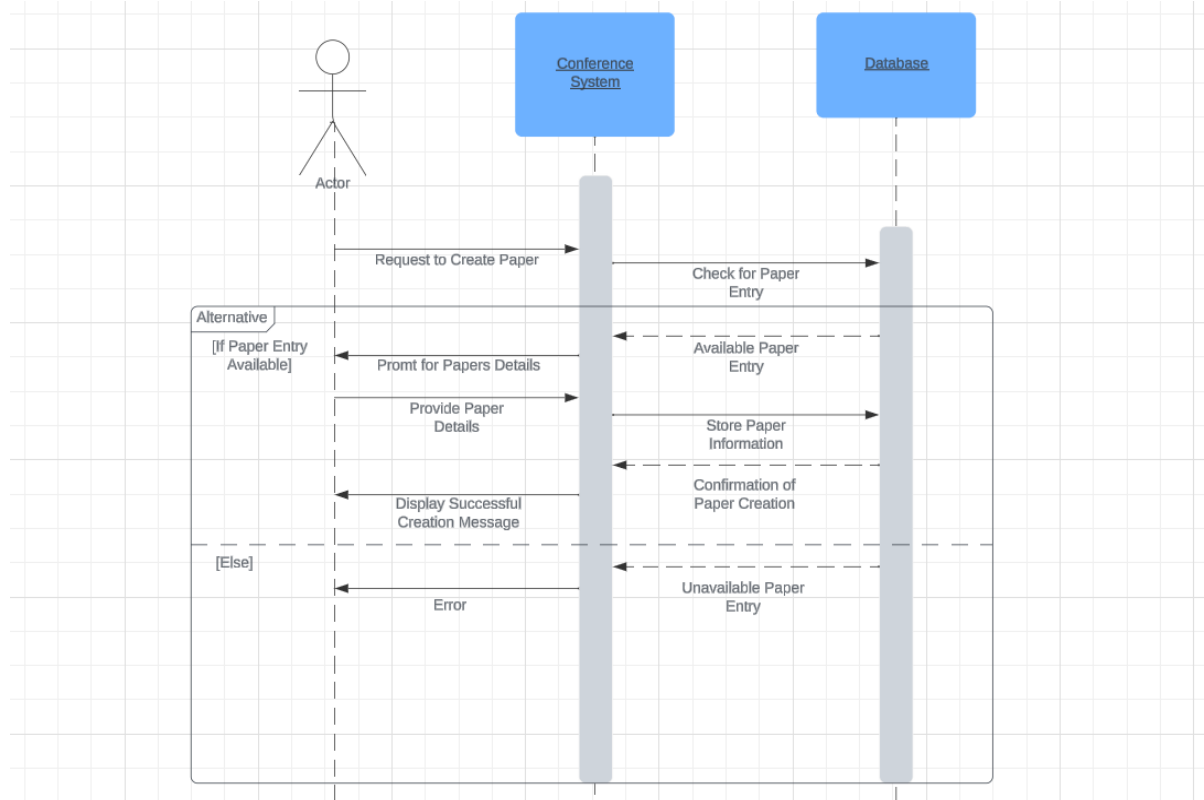 Conference
System
Database
Actor
Request to Create Paper
Check for Paper
Entry
Alternative
[If Paper Entry
Available]
Available Paper
Entry
Promt for Papers Details
Provide Paper
Details
Store Paper
Information
Confirmation of
Paper Creation
Display Successful
Creation Message
[Else]
Unavailable Paper
Entry
Error